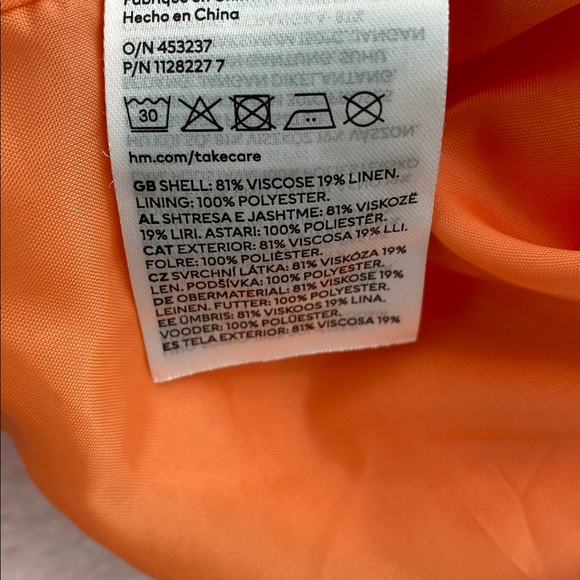 Hecho en China
O/N 453237
P/N 1128227 7
30
hm.com/takecare
GB SHELL: 81% VISCOSE 19% LINEN.
LINING: 100% POLYESTER.
AL SHTRESA E JASHTME: 81% VISKOZË
19% LIRI. ASTARI: 100% POLIESTËR.
CAT EXTERIOR: 81% VISCOSA 19% LLI.
FOLRE: 100% POLIÈSTER.
CZ SVRCHNÍ LÁTKA: 81% VISKÓZA 19%
LEN. PODŠÍVKA: 100% POLYESTER.
DE OBERMATERIAL: 81% VISKOSE 19%
LEINEN. FUTTER: 100% POLYESTER.
EE ÜMBRIS: 81% VISKOOS 19% LINA.
VOODER: 100% POLÜESTER.
ES TELA EXTERIOR: 81% VISCOSA 19%